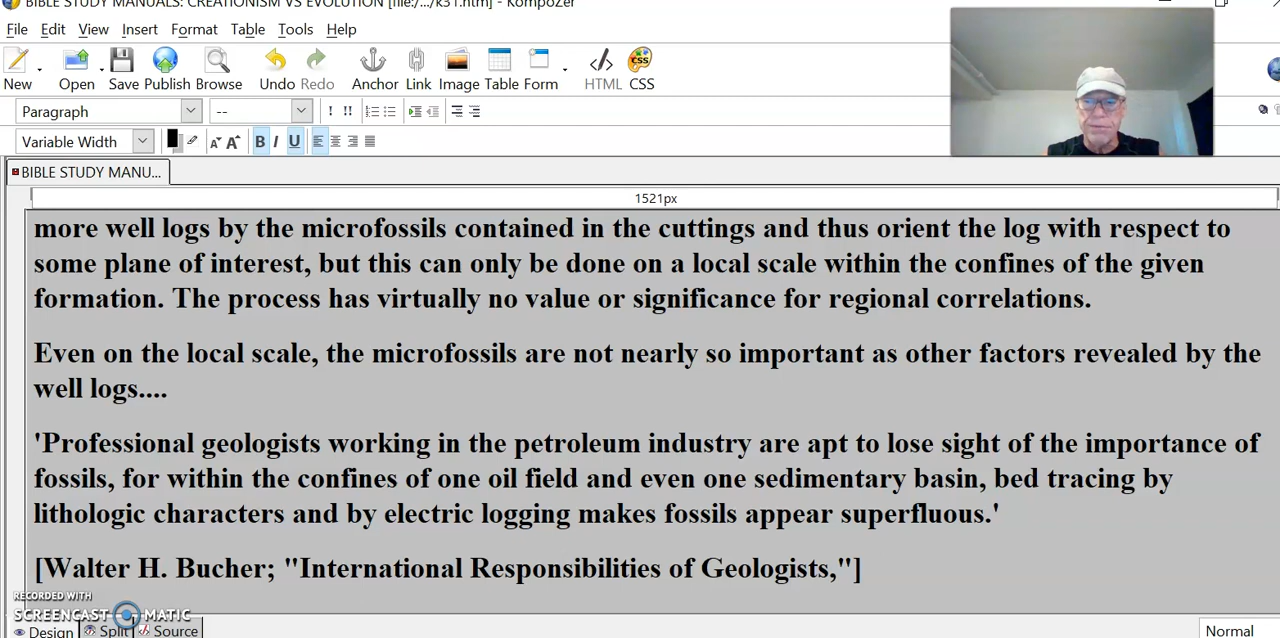 BIBLE STUDY MANUALS: CREATIONISM VS EVOLUTION [file:/.../k31.htm] - KompoZer
File Edit View Insert Format Table Tools Help
New Open Save Publish Browse Undo Redo Anchor Link Image Table Form HTML CSS
Paragraph --
Variable Width B I U
BIBLE STUDY MANU...
1521px
more well logs by the microfossils contained in the cuttings and thus orient the log with respect to
some plane of interest, but this can only be done on a local scale within the confines of the given
formation. The process has virtually no value or significance for regional correlations.
Even on the local scale, the microfossils are not nearly so important as other factors revealed by the
well logs....
'Professional geologists working in the petroleum industry are apt to lose sight of the importance of
fossils, for within the confines of one oil field and even one sedimentary basin, bed tracing by
lithologic characters and by electric logging makes fossils appear superfluous.'
[Walter H. Bucher; "International Responsibilities of Geologists,"]
RECORDED WITH
SCREENCAST MATIC
Design Split Source Normal